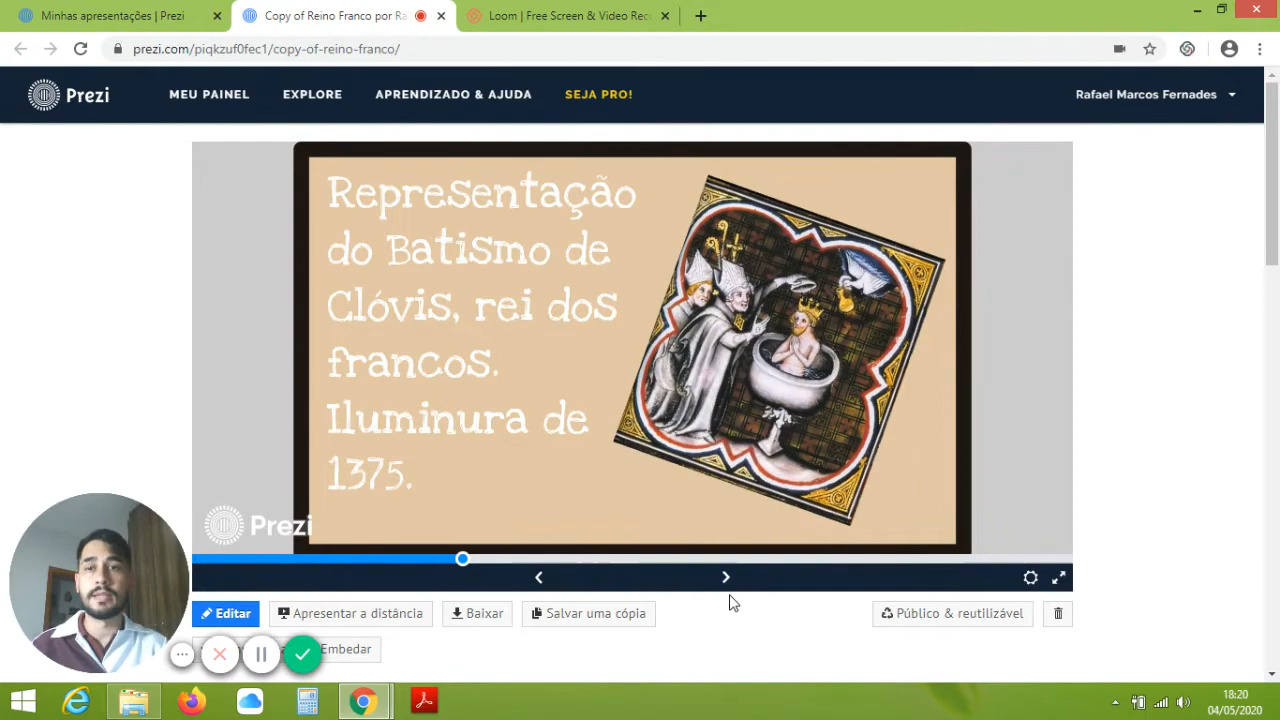 Minhas apresentações | Prezi
Copy of Reino Franco por Ra
Loom | Free Screen & Video Rec
prezi.com/piqkzuf0fec1/copy-of-reino-franco/
Prezi
MEU PAINEL
EXPLORE
APRENDIZADO & AJUDA
SEJA PRO!
Rafael Marcos Fernades
Representação
do Batismo de
Clóvis, rei dos
francos.
Iluminura de
1375.
Prezi
Editar
Apresentar a distância
Baixar
Salvar uma cópia
Público & reutilizável
Embedar
18:20
04/05/2020